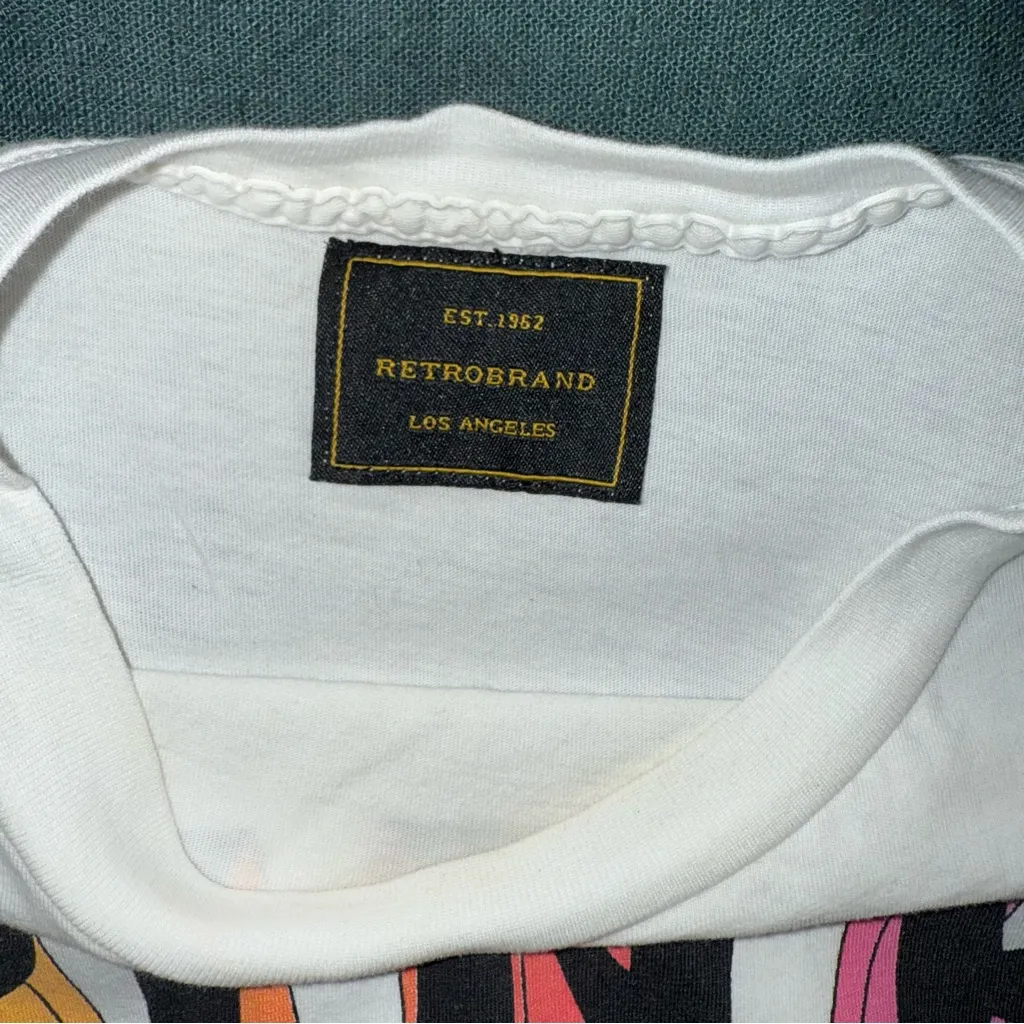 EST. 1962
RETROBRAND
LOS ANGELES